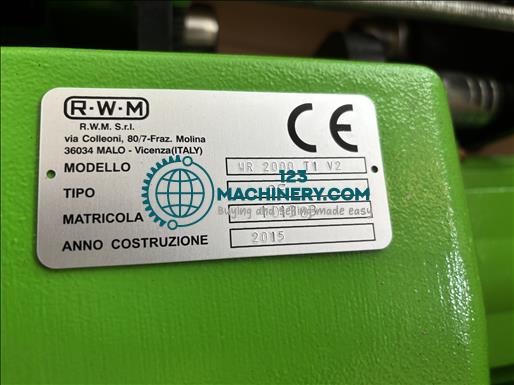 R·W·M
R.W.M. S.r.l.
via Colleoni, 80/7-Fraz. Molina
36034 MALO - Vicenza(ITALY)
CE
MODELLO WR 2000 T1 V2
TIPO
MATRICOLA
ANNO COSTRUZIONE 2015
123
MACHINERY.COM
Buying and selling made easy